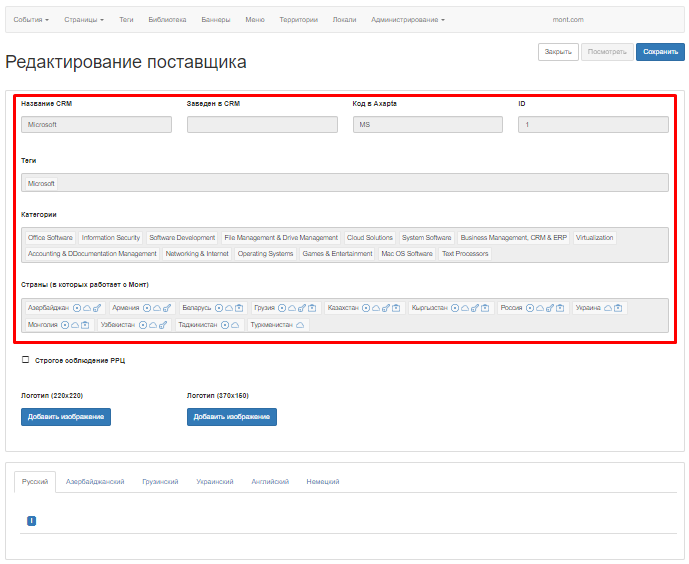 События Страницы Теги Библиотека Баннеры Меню Территории Локали Администрирование mont.com
Редактирование поставщика
Закрыть Посмотреть Сохранить
Название CRM Заведен в CRM Код в Axapta ID
Microsoft MS 1
Теги
Microsoft
Категории
Office Software Information Security Software Development File Management & Drive Management Cloud Solutions System Software Business Management, CRM & ERP Virtualization
Accounting & DDocumentation Management Networking & Internet Operating Systems Games & Entertainment Mac OS Software Text Processors
Страны (в которых работает с Монт)
Азербайджан Армения Беларусь Грузия Казахстан Кыргызстан Россия Украина
Монголия Узбекистан Таджикистан Туркменистан
Строгое соблюдение РРЦ
Логотип (220x220) Логотип (370x160)
Добавить изображение Добавить изображение
Русский Азербайджанский Грузинский Украинский Английский Немецкий